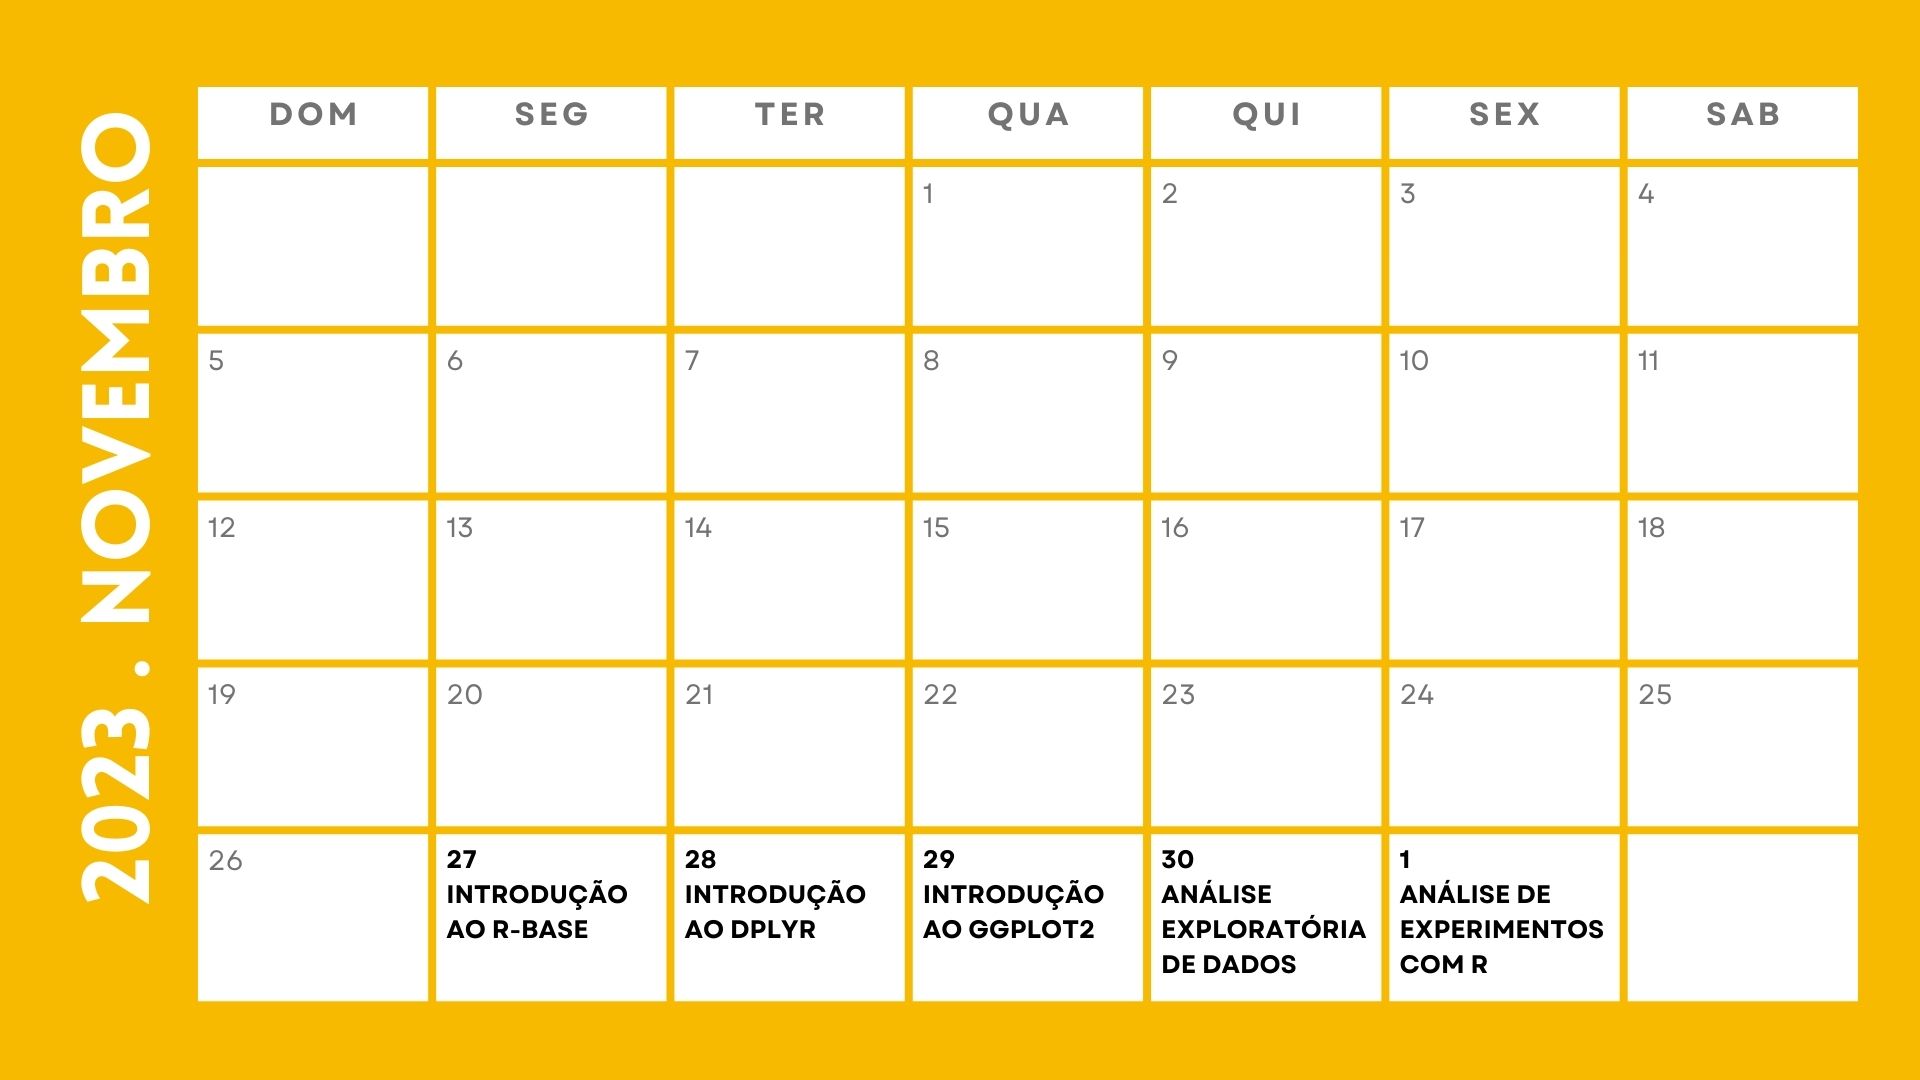 2023 . NOVEMBRO
DOM SEG TER QUA QUI SEX SAB
1 2 3 4
5 6 7 8 9 10 11
12 13 14 15 16 17 18
19 20 21 22 23 24 25
26
27
INTRODUÇÃO
AO R-BASE
28
INTRODUÇÃO
AO DPLYR
29
INTRODUÇÃO
AO GGPLOT2
30
ANÁLISE
EXPLORATÓRIA
DE DADOS
1
ANÁLISE DE
EXPERIMENTOS
COM R